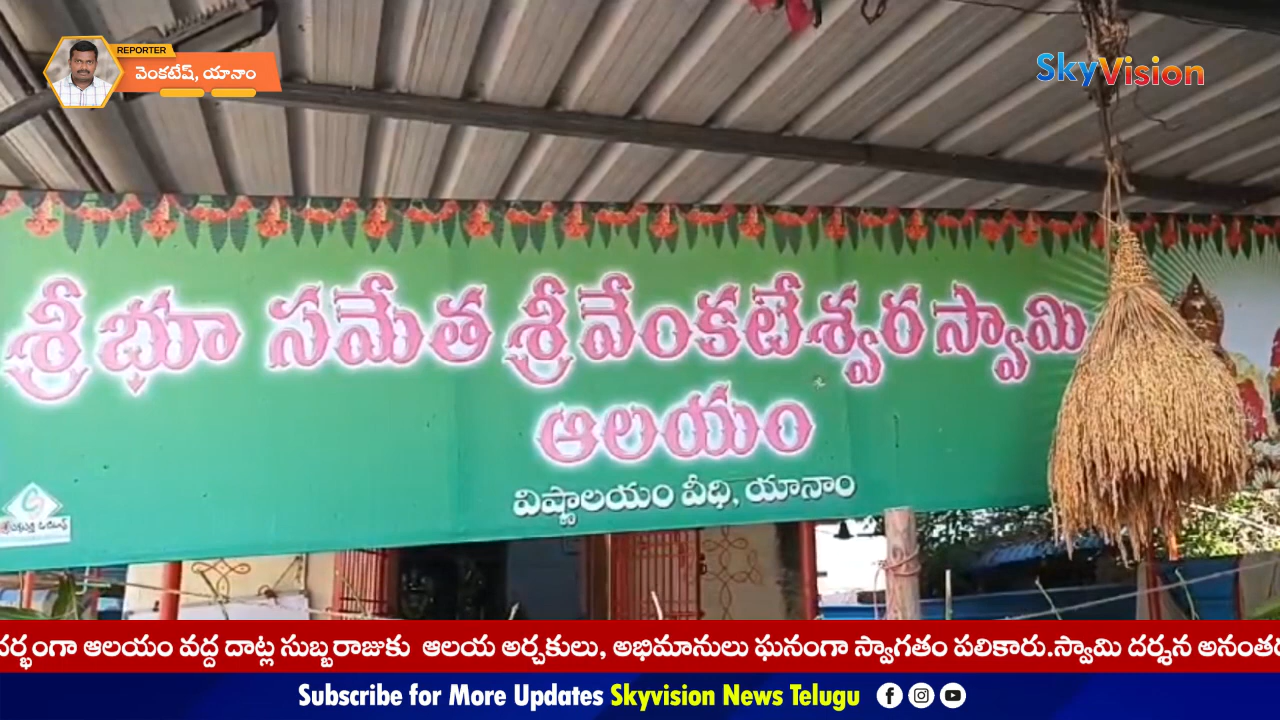 REPORTER
వెంకటేష్, యానాం
SkyVision
శ్రీ భూ సమేత శ్రీ వేంకటేశ్వర స్వామి
ఆలయం
విష్ణాలయం వీధి, యానాం
దర్భంగా ఆలయం వద్ద దాట్ల సుబ్బరాజుకు ఆలయ అర్చకులు, అభిమానులు ఘనంగా స్వాగతం పలికారు.స్వామి దర్శన అనంతర
Subscribe for More Updates Skyvision News Telugu